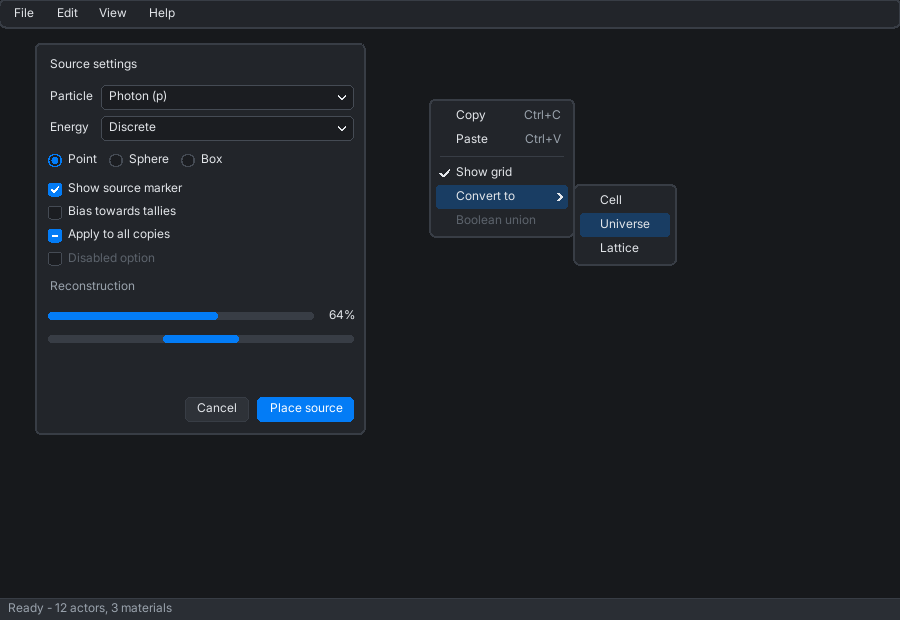 File Edit View Help
Source settings
Particle Photon (p)
Energy Discrete
Point Sphere Box
Show source marker
Bias towards tallies
Apply to all copies
Disabled option
Reconstruction
64%
Cancel Place source
Copy Ctrl+C
Paste Ctrl+V
Show grid
Convert to
Boolean union
Cell
Universe
Lattice
Ready - 12 actors, 3 materials